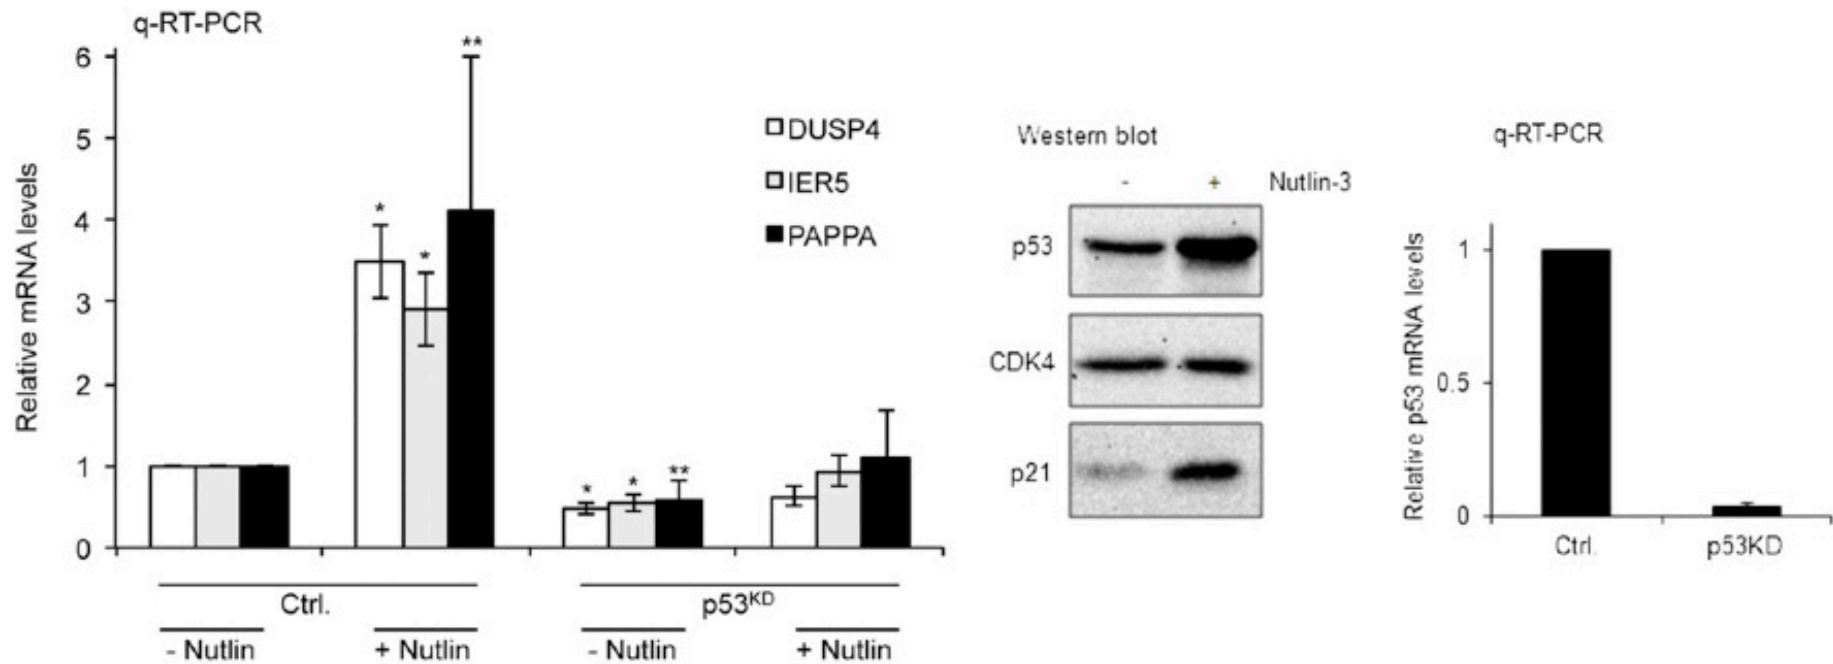 q-RT-PCR
Relative mRNA levels
6
5
4
3
2
1
0
*
*
**
*
*
**
DUSP4
IER5
PAPPA
Ctrl.
p53KD
- Nutlin
+ Nutlin
- Nutlin
+ Nutlin
Western blot
- + Nutlin-3
p53
CDK4
p21
q-RT-PCR
Relative p53 mRNA levels
1
0.5
0
Ctrl.
p53KD